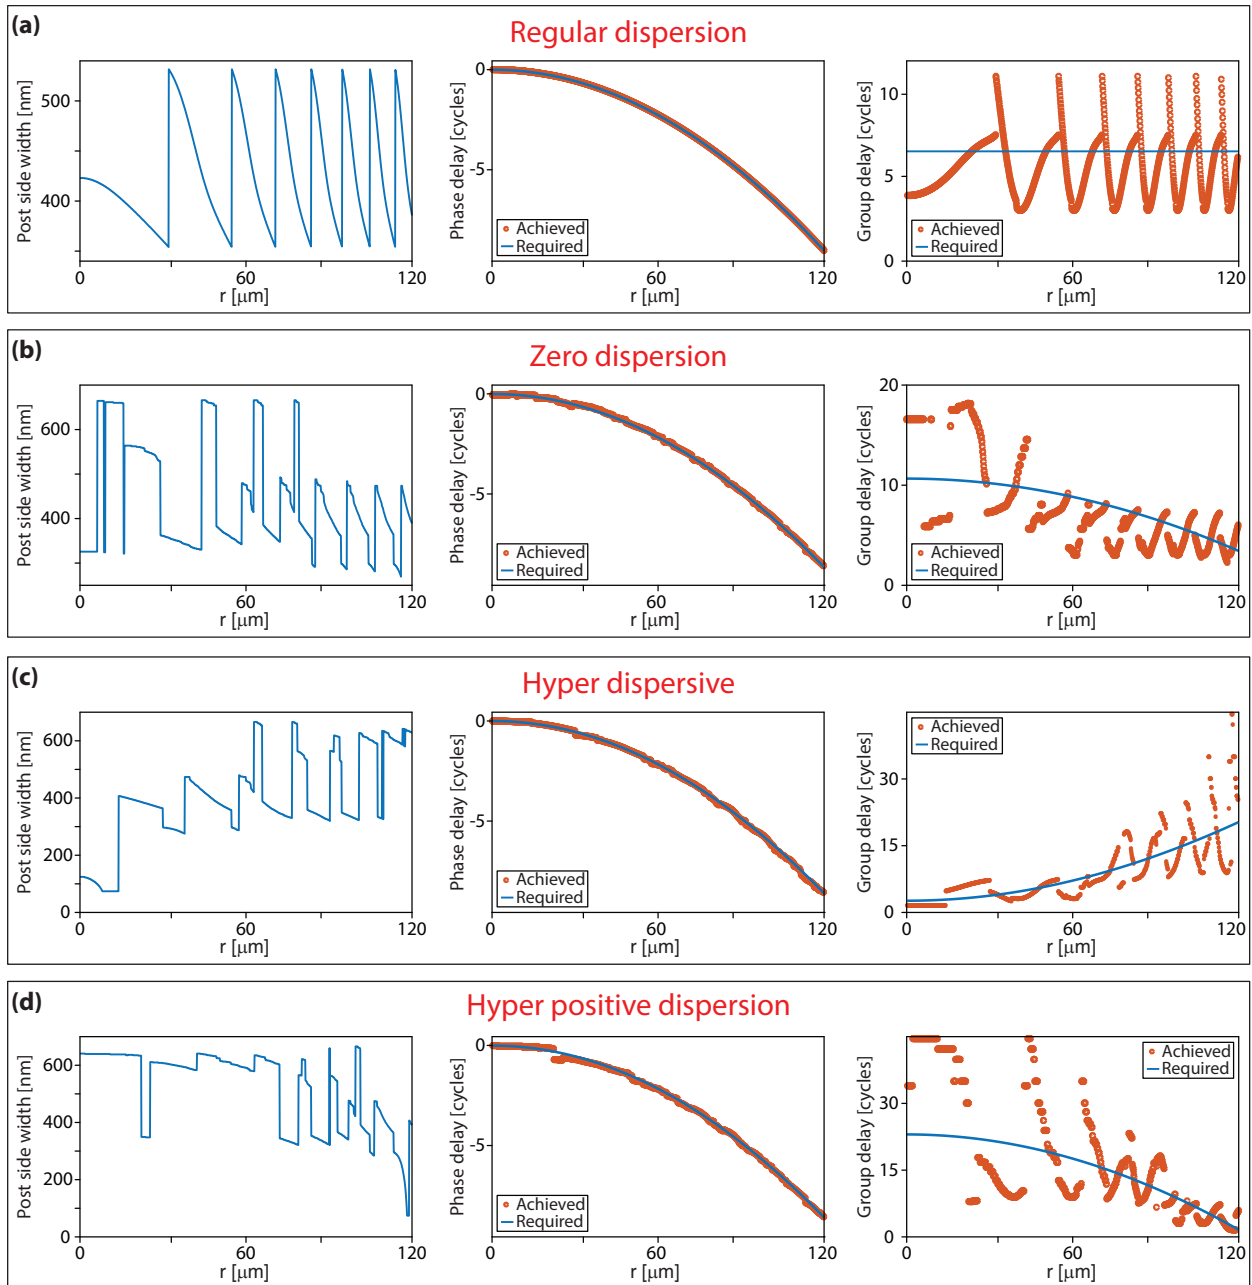 (a)
Regular dispersion
Post side width [nm]
500
400
0
60
120
r [μm]
Phase delay [cycles]
0
-5
Achieved
Required
0
60
120
r [μm]
Group delay [cycles]
10
5
0
Achieved
Required
0
60
120
r [μm]
(b)
Zero dispersion
Post side width [nm]
600
400
0
60
120
r [μm]
Phase delay [cycles]
0
-5
Achieved
Required
0
60
120
r [μm]
Group delay [cycles]
20
10
0
Achieved
Required
0
60
120
r [μm]
(c)
Hyper dispersive
Post side width [nm]
600
400
200
0
0
60
120
r [μm]
Phase delay [cycles]
0
-5
Achieved
Required
0
60
120
r [μm]
Group delay [cycles]
Achieved
Required
30
15
0
0
60
120
r [μm]
(d)
Hyper positive dispersion
Post side width [nm]
600
400
200
0
0
60
120
r [μm]
Phase delay [cycles]
0
-5
Achieved
Required
0
60
120
r [μm]
Group delay [cycles]
Achieved
Required
30
15
0
0
60
120
r [μm]